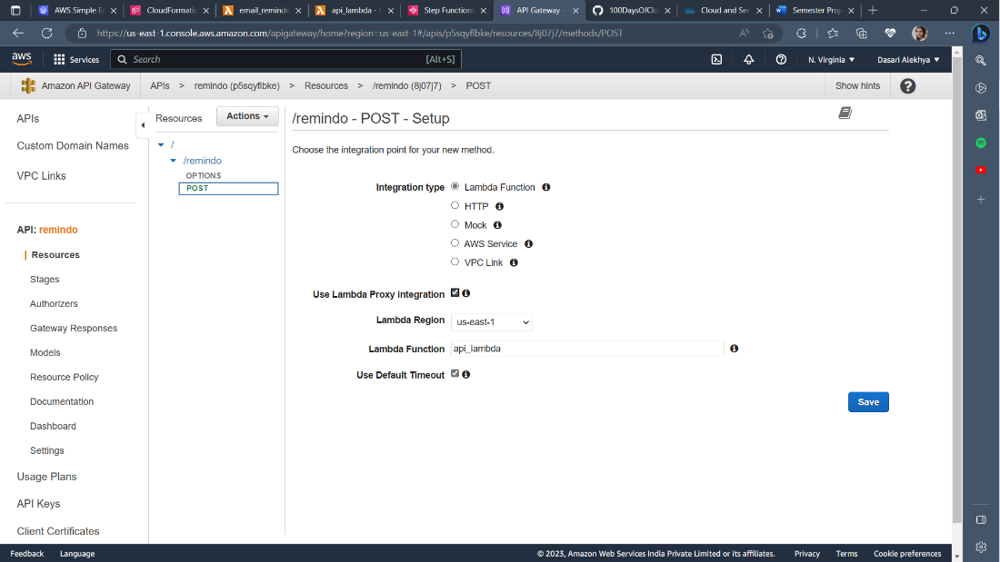 AWS Simple E
CloudFormatic
email_reminde
api_lambda -
Step Function
API Gateway -
100DaysOfClo
Cloud and Ser
Semester Proj
https://us-east-1.console.aws.amazon.com/apigateway/home?region=us-east-1#/apis/p5sqyflbke/resources/8j07j7/methods/POST
aws
Services
Search
[Alt+S]
N. Virginia
Dasari Alekhya
Amazon API Gateway
APIs > remindo (p5sqyflbke) > Resources > /remindo (8j07j7) > POST
Show hints
APIs
Custom Domain Names
VPC Links
API: remindo
Resources
Stages
Authorizers
Gateway Responses
Models
Resource Policy
Documentation
Dashboard
Settings
Usage Plans
API Keys
Client Certificates
Resources
Actions
/
/remindo
OPTIONS
POST
/remindo - POST - Setup
Choose the integration point for your new method.
Integration type
Lambda Function
HTTP
Mock
AWS Service
VPC Link
Use Lambda Proxy integration
Lambda Region us-east-1
Lambda Function api_lambda
Use Default Timeout
Save
Feedback Language
© 2023, Amazon Web Services India Private Limited or its affiliates. Privacy Terms Cookie preferences